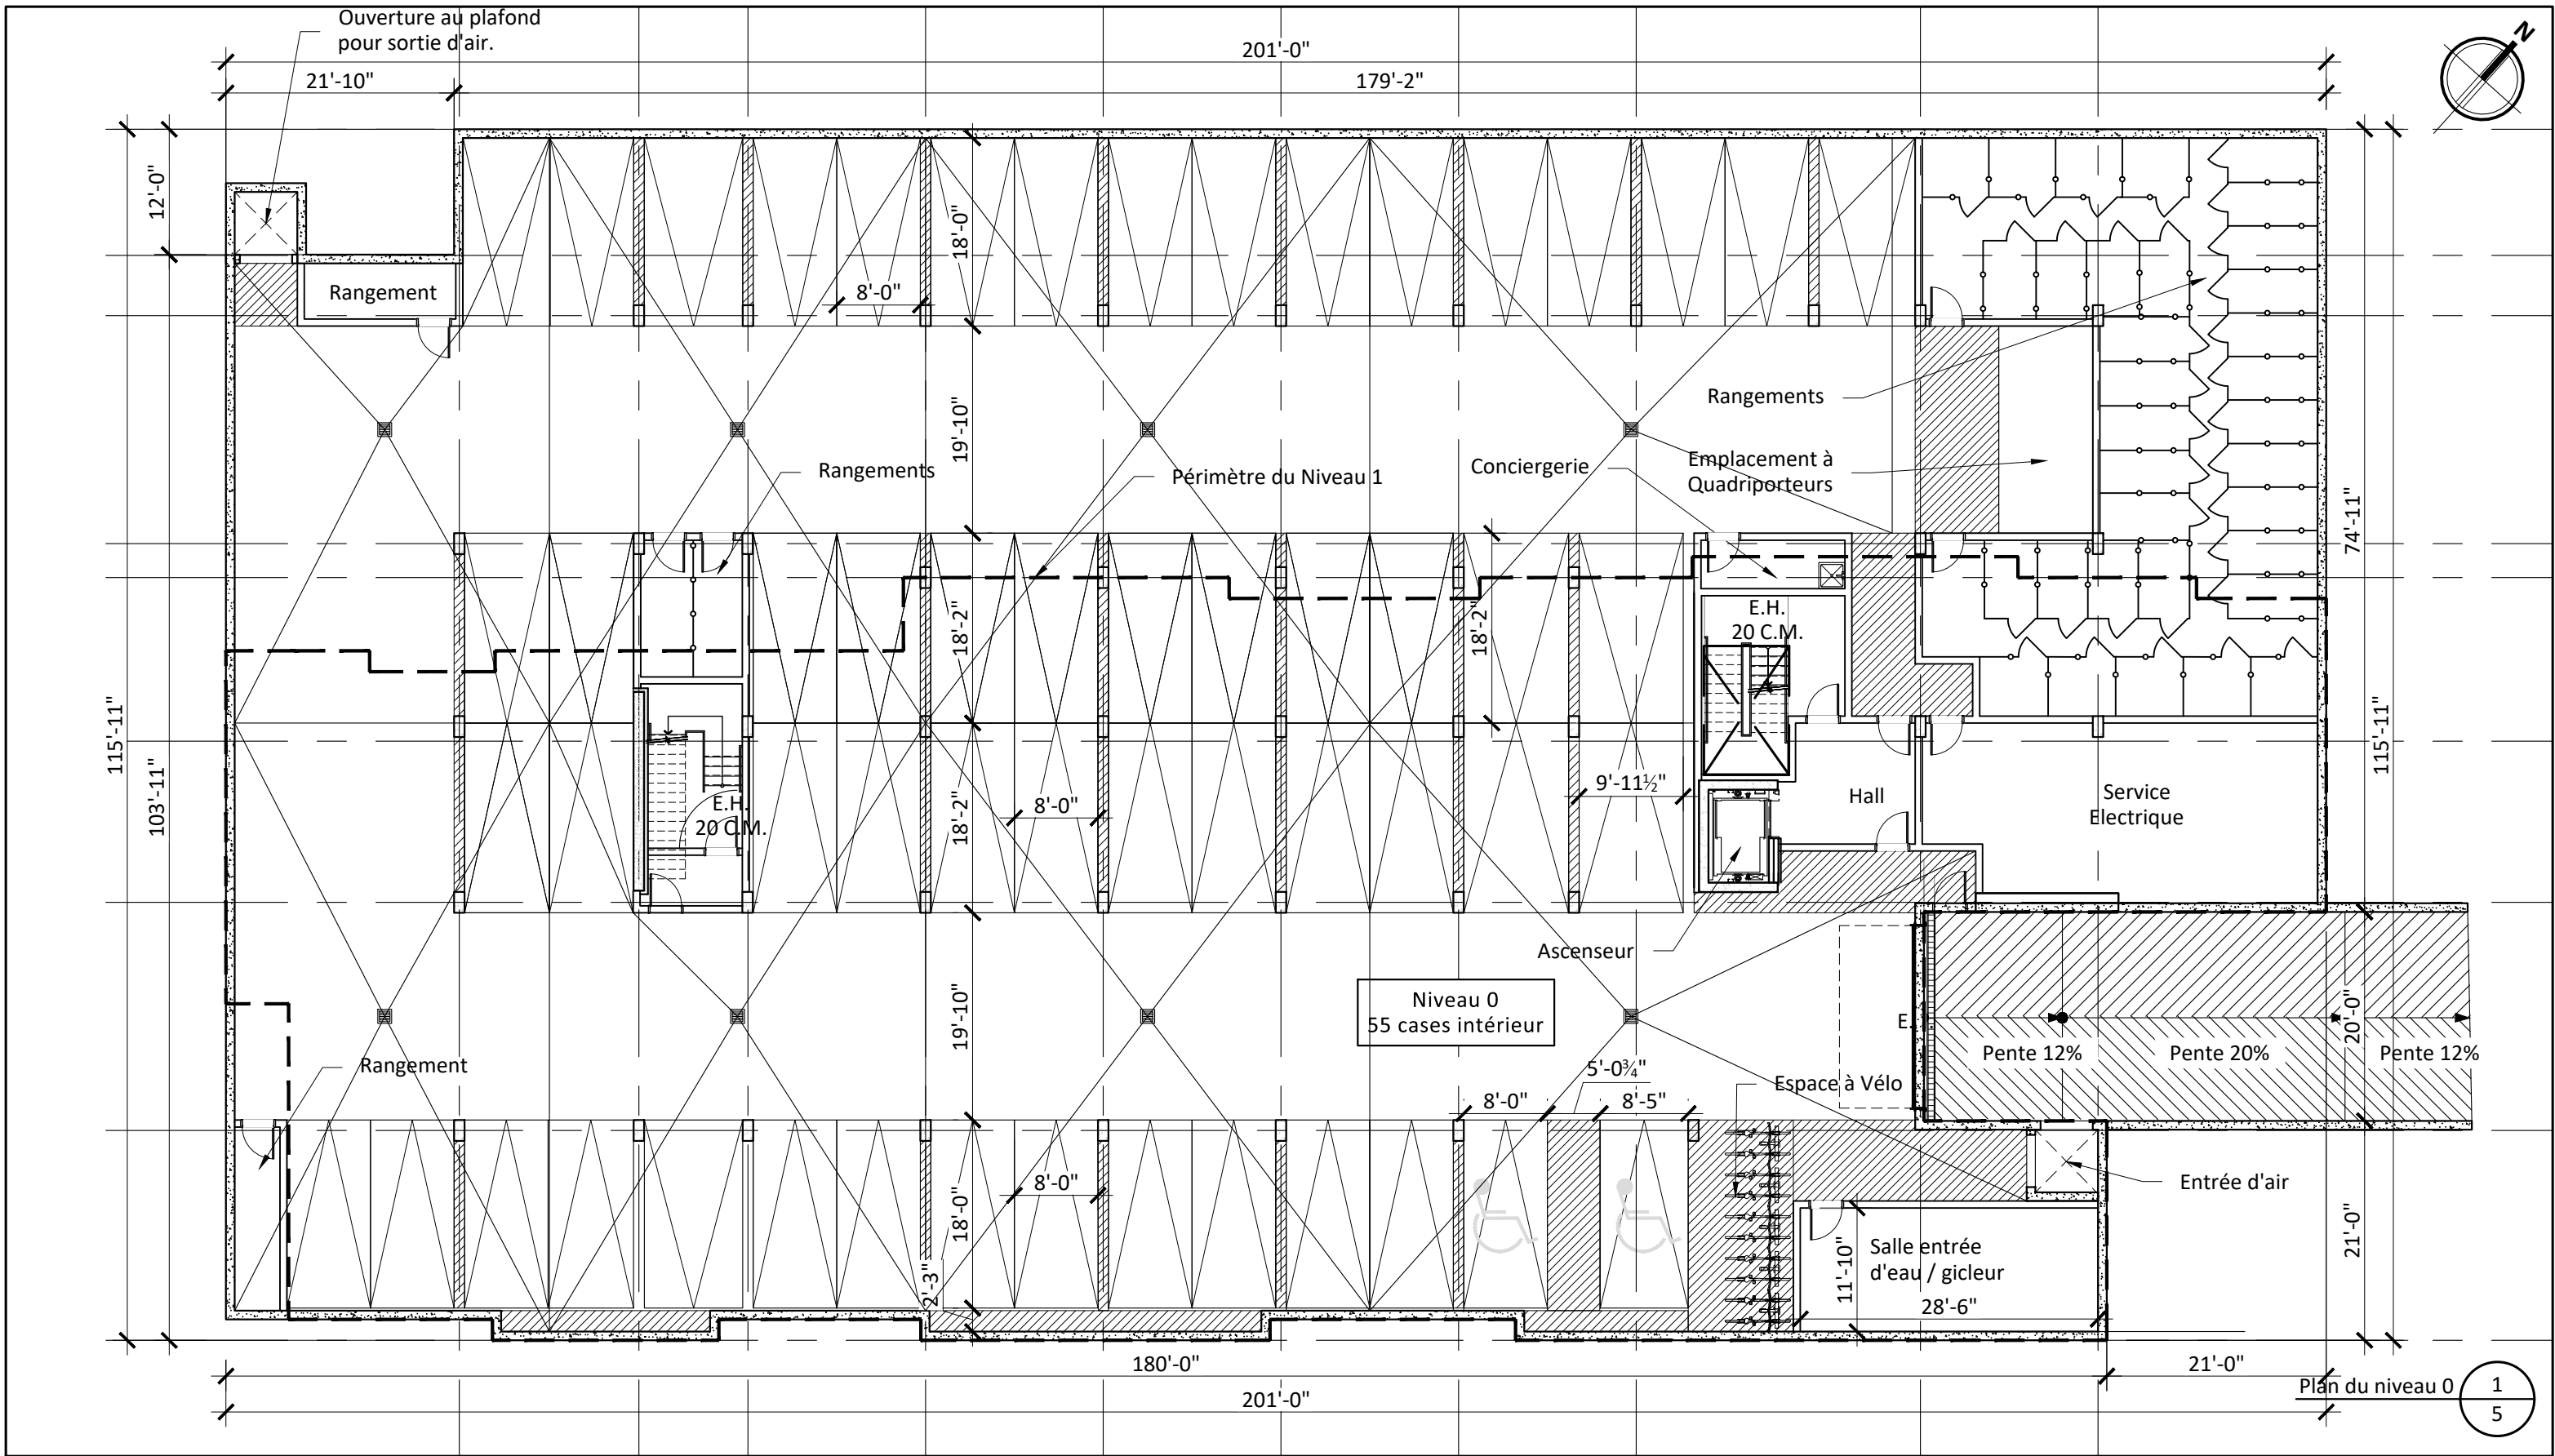 Ouverture au plafond
pour sortie d'air.
201'-0"
N
21'-10"
179'-2"
12'-0"
18'-0"
Rangement
8'-0"
Rangements
19'-10"
Rangements
Périmètre du Niveau 1
Conciergerie
Emplacement à
Quadriporteurs
74'-11"
E.H.
20 C.M.
18'-2"
18'-2"
115'-11"
103'-11"
115'-11"
9'-11½"
E.H.
20 C.M.
18'-2"
8'-0"
Hall
Service
Electrique
Ascenseur
Niveau 0
55 cases intérieur
19'-10"
E.
20'-0"
Pente 12%
Pente 20%
Pente 12%
Rangement
5'-0¾"
Espace à Vélo
8'-0"
8'-5"
8'-0"
18'-0"
Entrée d'air
2'-3"
11'-10"
Salle entrée
d'eau / gicleur
28'-6"
21'-0"
180'-0"
21'-0"
201'-0"
Plan du niveau 0
1
5